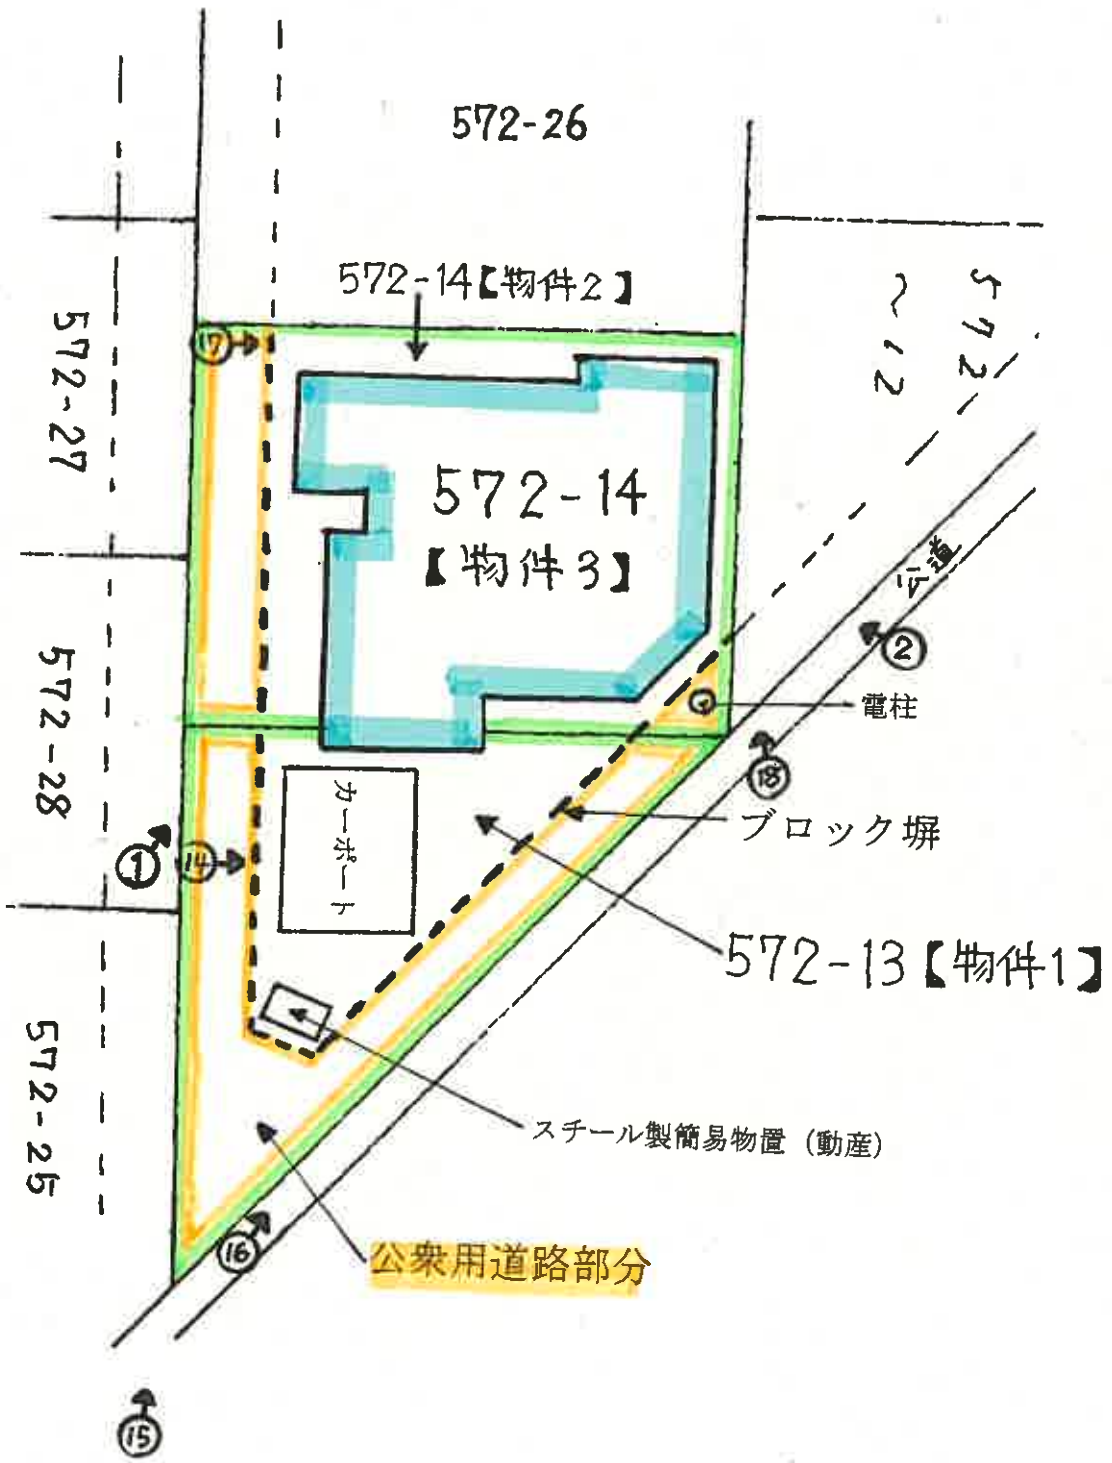 572-26
572-14【物件2】
572-12
572-27
⑰
572-14
【物件3】
公道
②
572-28
電柱
⑱
カーポート
ブロック塀
①
⑭
572-13【物件1】
572-25
スチール製簡易物置（動産）
⑯
公衆用道路部分
⑮